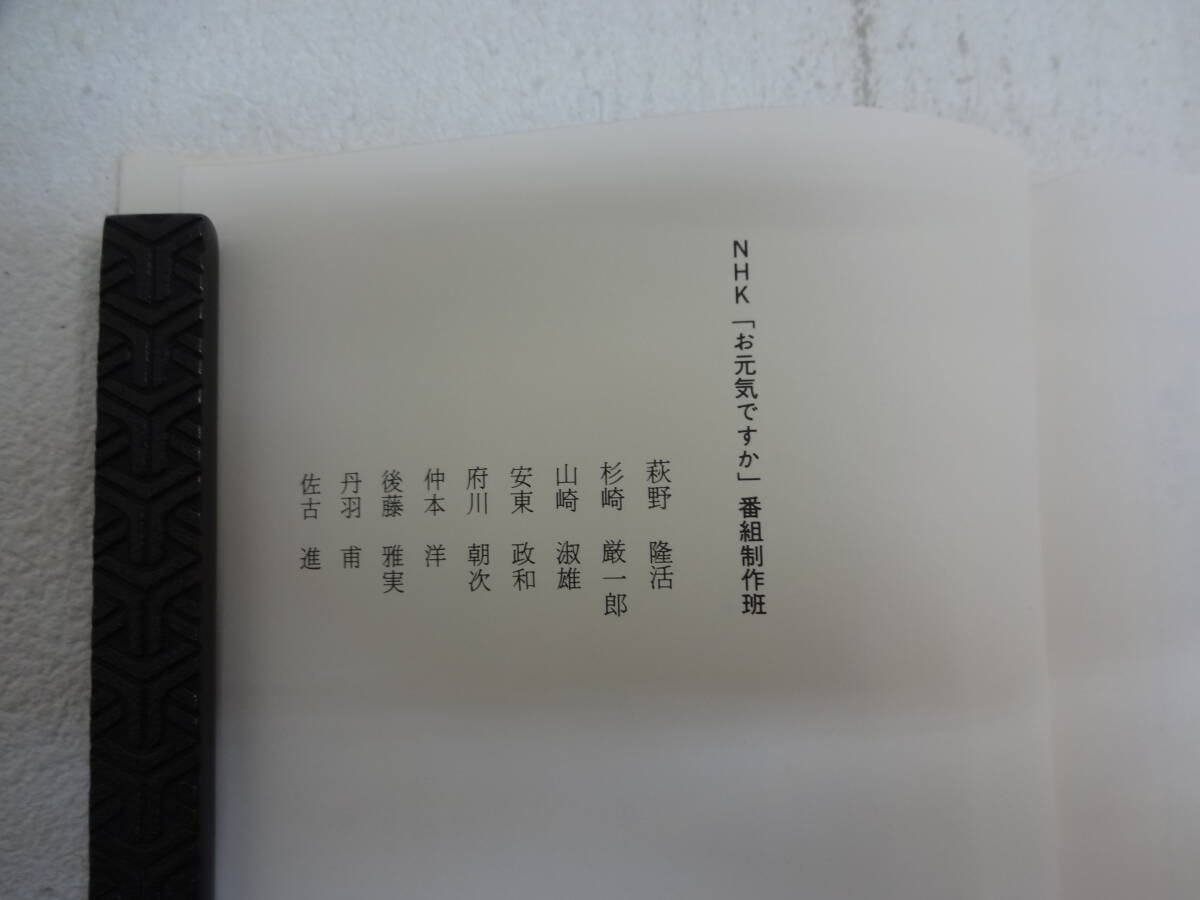 NHK「お元気ですか」番組制作班
萩野 隆活
杉崎 厳一郎
山崎 淑雄
安東 政和
府川 朝次
仲本 洋
後藤 雅実
丹羽 甫
佐古 進